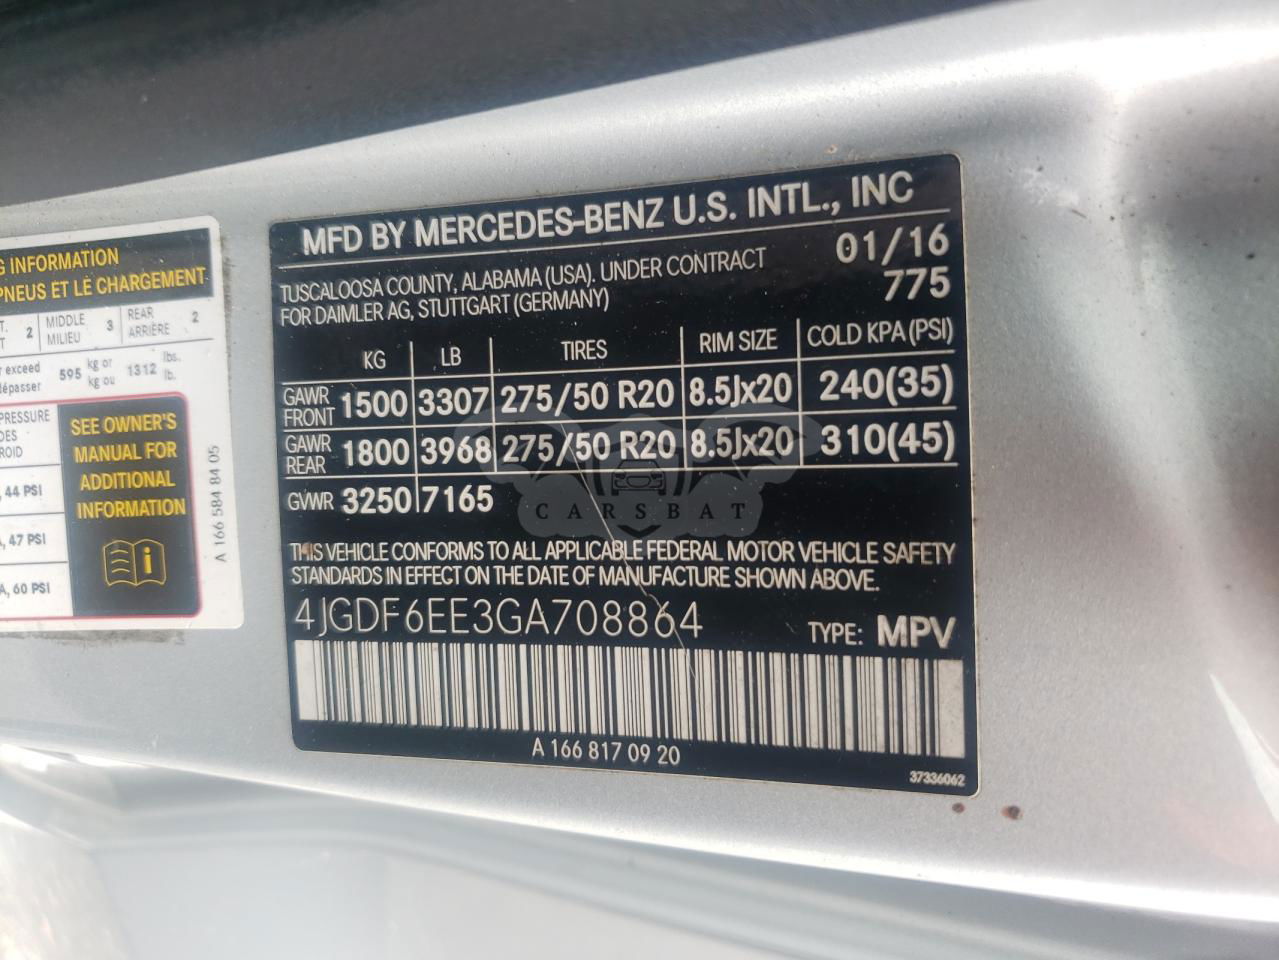 G INFORMATION
PNEUS ET LE CHARGEMENT
T. 2 MIDDLE 3 REAR 2
T MILIEU ARRIÈRE
r exceed 595 kg or 1312 lbs.
dépasser kg ou lb.
PRESSURE
DES
ROID
, 44 PSI
A, 47 PSI
A, 60 PSI
SEE OWNER'S
MANUAL FOR
ADDITIONAL
INFORMATION
A 166 584 84 05
MFD BY MERCEDES-BENZ U.S. INTL., INC
TUSCALOOSA COUNTY, ALABAMA (USA). UNDER CONTRACT 01/16
FOR DAIMLER AG, STUTTGART (GERMANY) 775
KG LB TIRES RIM SIZE COLD KPA (PSI)
GAWR FRONT 1500 3307 275/50 R20 8.5Jx20 240(35)
GAWR REAR 1800 3968 275/50 R20 8.5Jx20 310(45)
GVWR 3250 7165
CARSBAT
THIS VEHICLE CONFORMS TO ALL APPLICABLE FEDERAL MOTOR VEHICLE SAFETY
STANDARDS IN EFFECT ON THE DATE OF MANUFACTURE SHOWN ABOVE.
4JGDF6EE3GA708864 TYPE: MPV
A 166 817 09 20
37336062